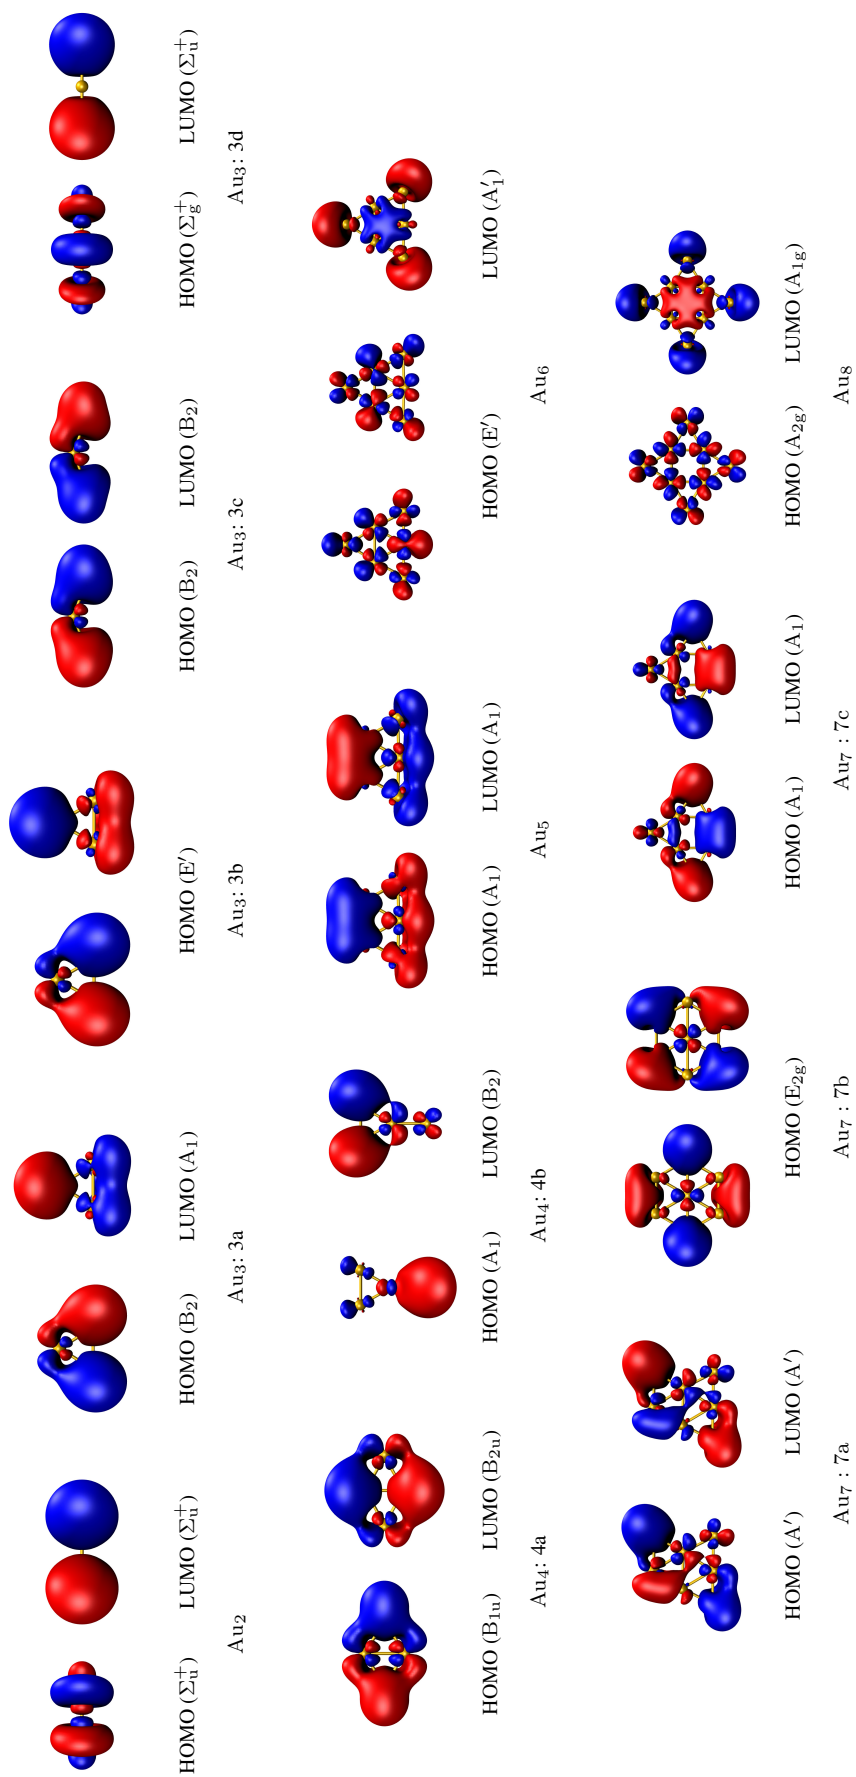 HOMO (Σᵤ⁺) LUMO (Σᵤ⁺) HOMO (B₂) LUMO (A₁) HOMO (E′) HOMO (B₂) LUMO (B₂) HOMO (Σg⁺) LUMO (Σᵤ⁺)
Au₂ Au₃: 3a Au₃: 3b Au₃: 3c Au₃: 3d
HOMO (B₁ᵤ) LUMO (B₂ᵤ) HOMO (A₁) LUMO (B₂) HOMO (A₁) LUMO (A₁) HOMO (E′) LUMO (A₁′)
Au₄: 4a Au₄: 4b Au₅ Au₆
HOMO (A′) LUMO (A′) HOMO (E₂g) HOMO (A₁) LUMO (A₁) HOMO (A₂g) LUMO (A₁g)
Au₇ : 7a Au₇ : 7b Au₇ : 7c Au₈